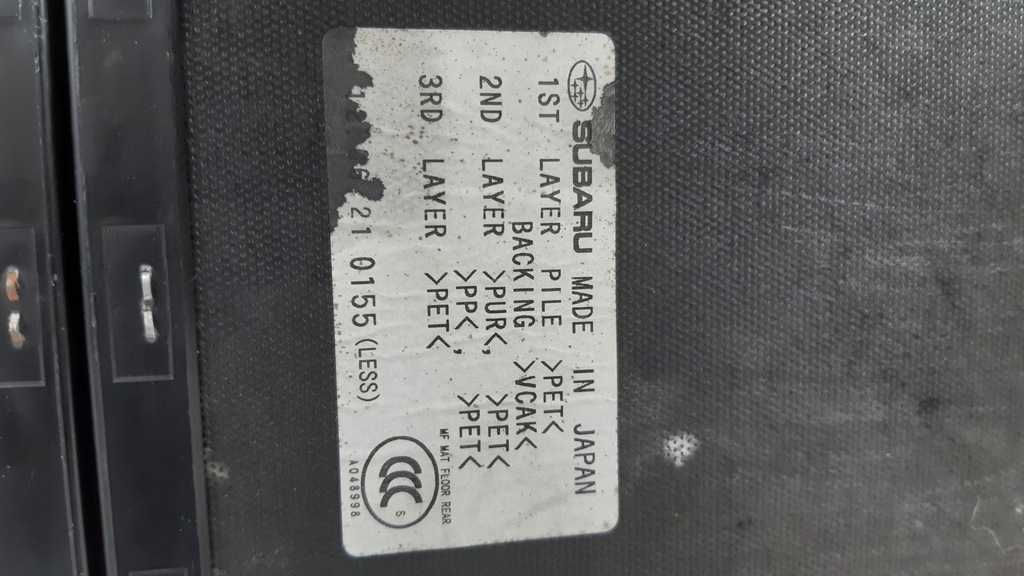 SUBARU MADE IN JAPAN
1ST LAYER PILE >PET<
BACKING >VCAK<
2ND LAYER >PUR<, >PET<
>PP<, >PET<
3RD LAYER >PET<
21 0155 (LESS)
MF MAT FLOOR REAR
CCC S
A048998